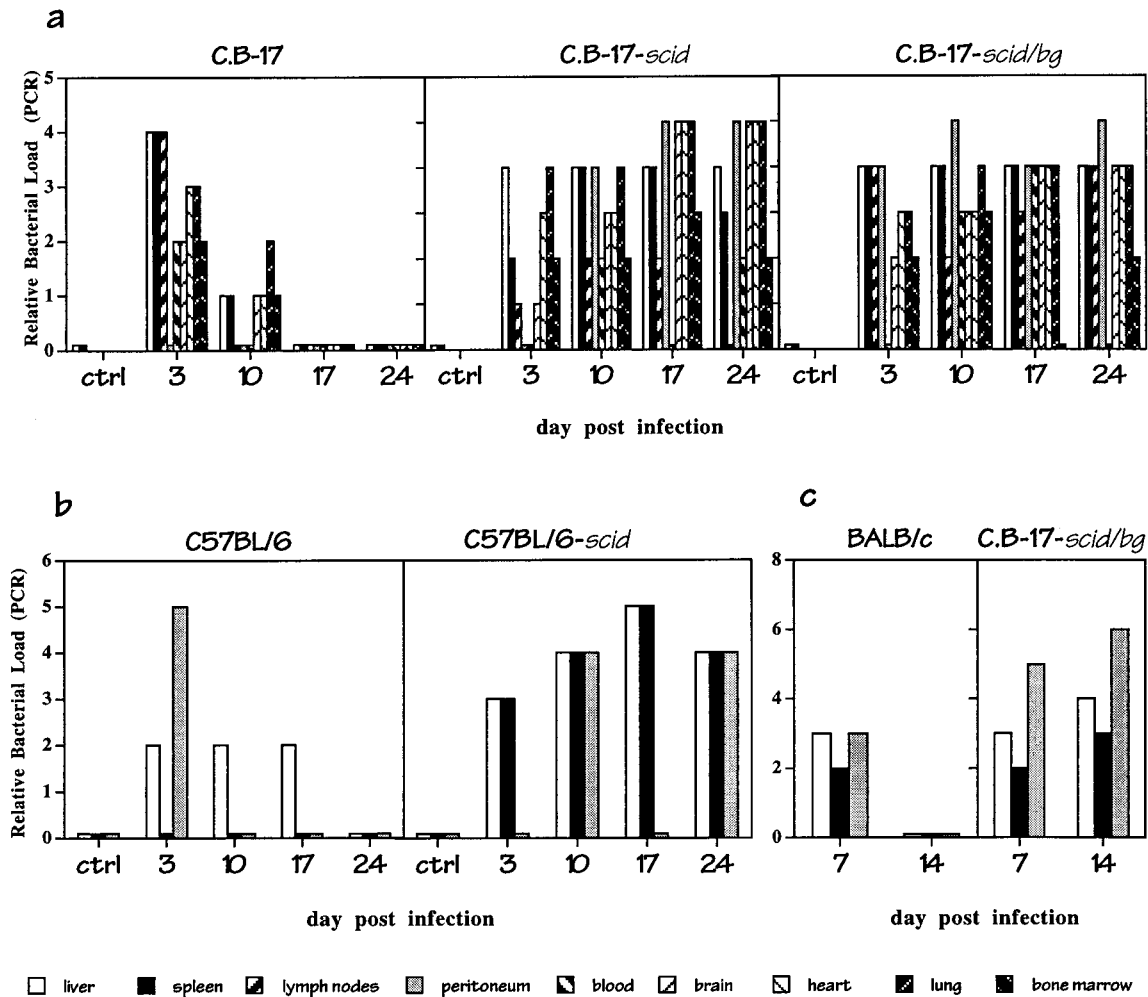 a
C.B-17 C.B-17-scid C.B-17-scid/bg
Relative Bacterial Load (PCR)
5
4
3
2
1
0
ctrl 3 10 17 24 ctrl 3 10 17 24 ctrl 3 10 17 24
day post infection
b
C57BL/6 C57BL/6-scid
Relative Bacterial Load (PCR)
6
5
4
3
2
1
0
ctrl 3 10 17 24 ctrl 3 10 17 24
day post infection
c
BALB/c C.B-17-scid/bg
8
6
4
2
0
7 14 7 14
day post infection
liver spleen lymph nodes peritoneum blood brain heart lung bone marrow